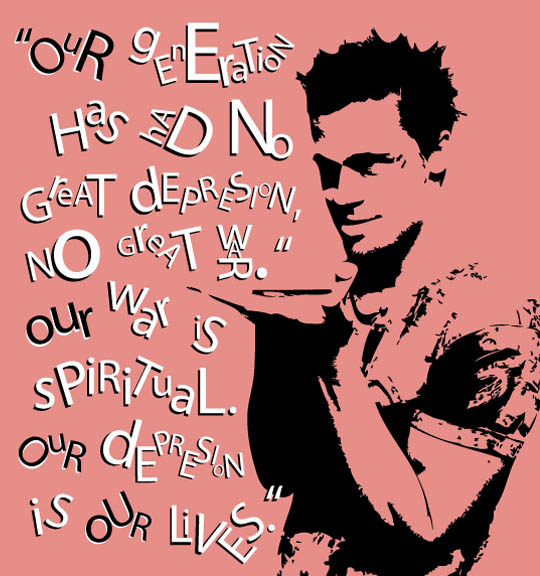 "OuR gEnEraTion
Has hAD No
GreAT dEPREsIoN,
NO GreaT WAR."
our war is
sPiRiTuaL.
OuR dEPREsIoN
is oUR LiVEs."